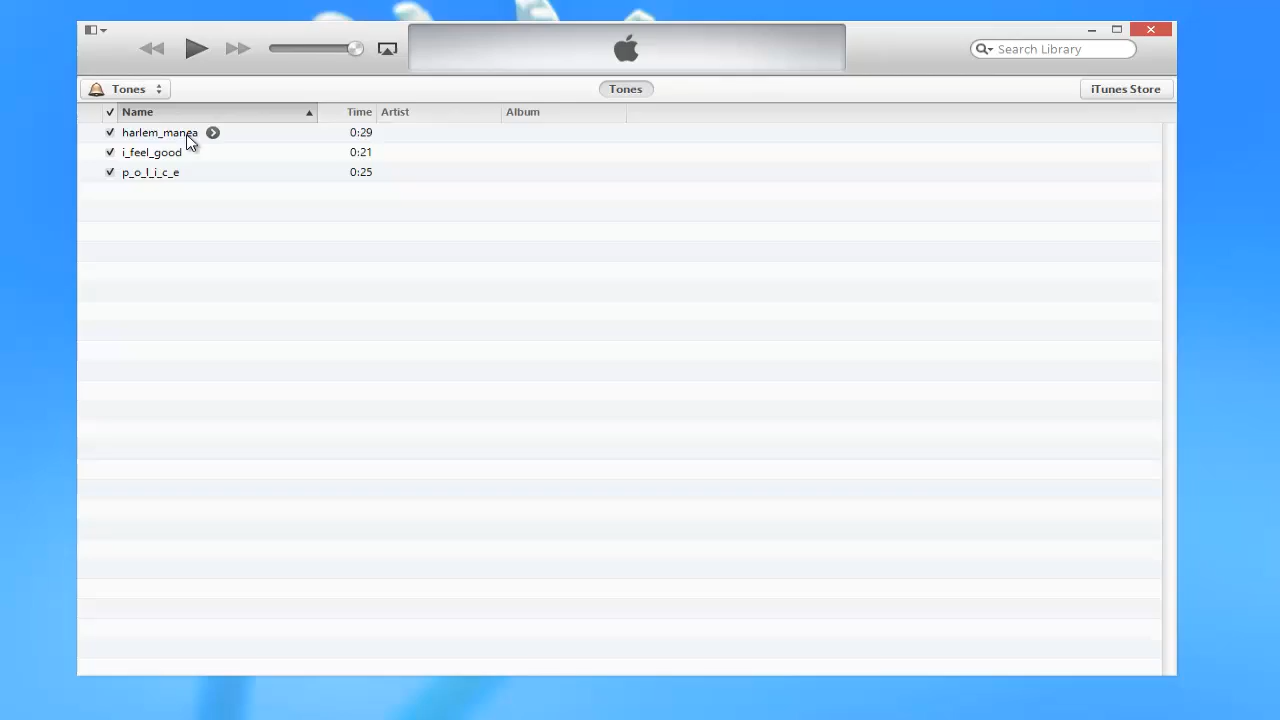 Search Library
Tones Tones iTunes Store
Name Time Artist Album
harlem_manea 0:29
i_feel_good 0:21
p_o_l_i_c_e 0:25